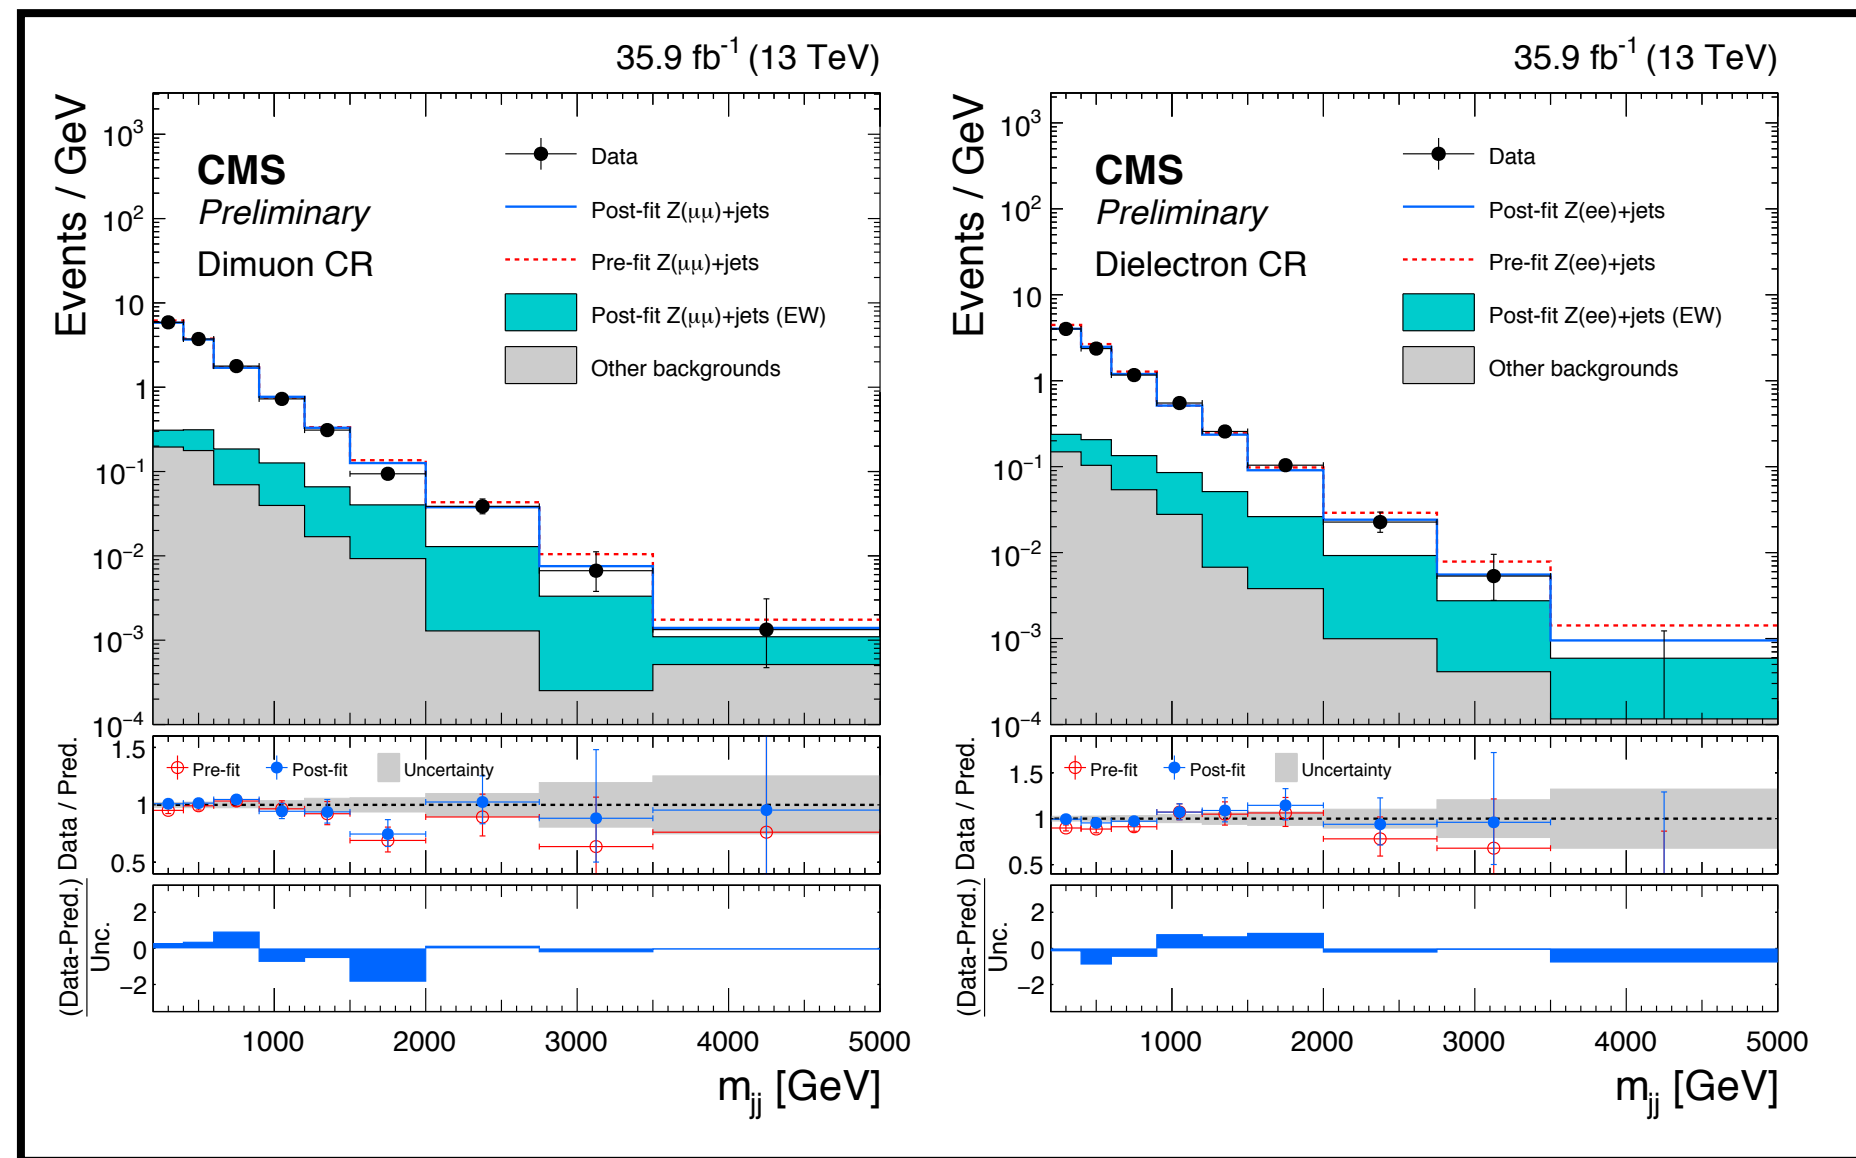 35.9 fb⁻¹ (13 TeV)
Events / GeV
10³
10²
10
1
10⁻¹
10⁻²
10⁻³
10⁻⁴
CMS
Preliminary
Dimuon CR
Data
Post-fit Z(μμ)+jets
Pre-fit Z(μμ)+jets
Post-fit Z(μμ)+jets (EW)
Other backgrounds
Data / Pred.
1.5
1
0.5
Pre-fit
Post-fit
Uncertainty
(Data-Pred.)
Unc.
2
0
−2
1000 2000 3000 4000 5000
m_jj [GeV]
35.9 fb⁻¹ (13 TeV)
Events / GeV
10³
10²
10
1
10⁻¹
10⁻²
10⁻³
10⁻⁴
CMS
Preliminary
Dielectron CR
Data
Post-fit Z(ee)+jets
Pre-fit Z(ee)+jets
Post-fit Z(ee)+jets (EW)
Other backgrounds
Data / Pred.
1.5
1
0.5
Pre-fit
Post-fit
Uncertainty
(Data-Pred.)
Unc.
2
0
−2
1000 2000 3000 4000 5000
m_jj [GeV]